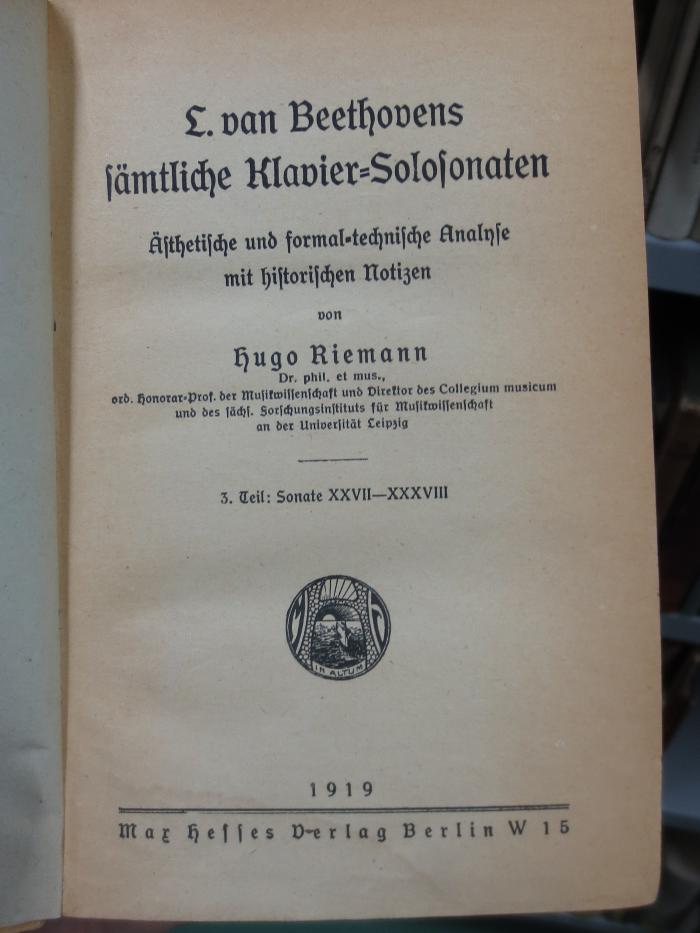 L. van Beethovens
sämtliche Klavier-Solosonaten
Ästhetische und formal-technische Analyse
mit historischen Notizen
von
Hugo Riemann
Dr. phil. et mus.,
ord. Honorar-Prof. der Musikwissenschaft und Direktor des Collegium musicum
und des sächs. Forschungsinstituts für Musikwissenschaft
an der Universität Leipzig
3. Teil: Sonate XXVII—XXXVIII
M H
IN ALTUM
1919
Max Hesses Verlag Berlin W 15